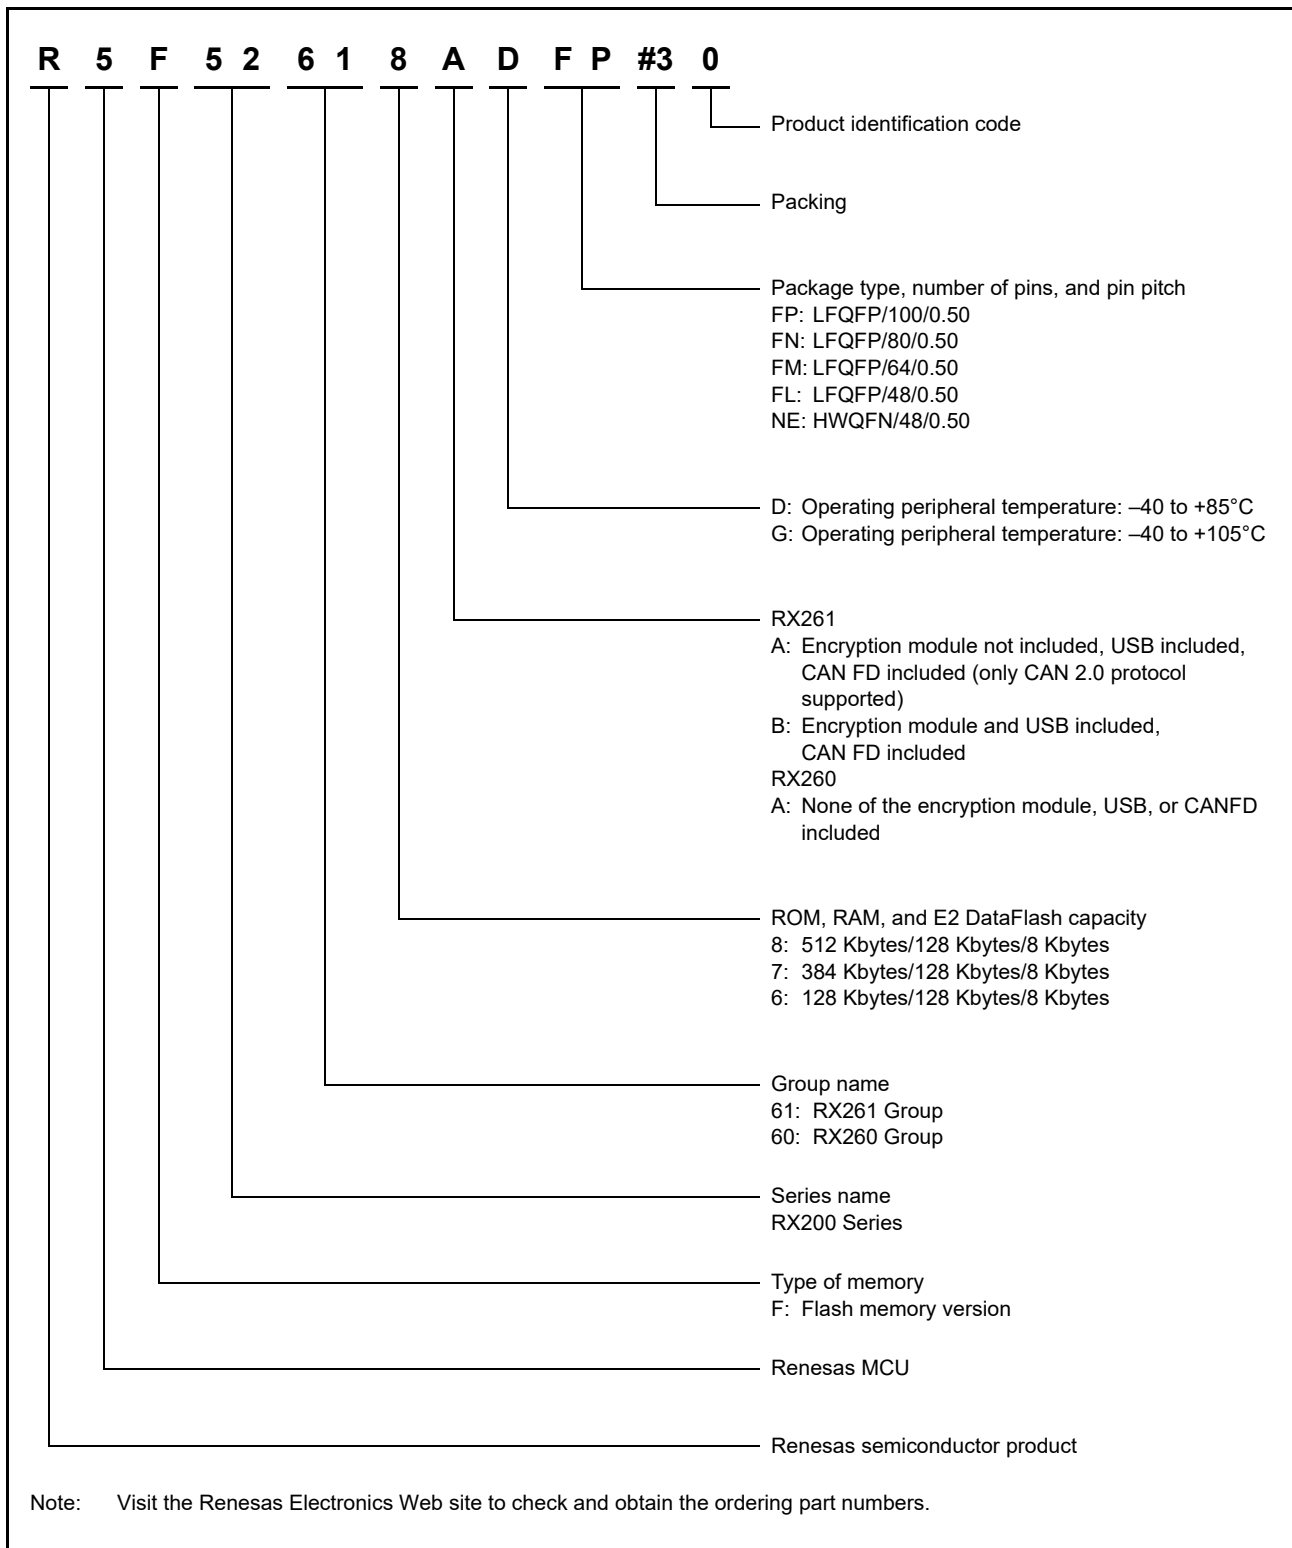 R 5 F 5 2 6 1 8 A D F P #3 0
Product identification code
Packing
Package type, number of pins, and pin pitch
FP: LFQFP/100/0.50
FN: LFQFP/80/0.50
FM: LFQFP/64/0.50
FL: LFQFP/48/0.50
NE: HWQFN/48/0.50
D: Operating peripheral temperature: –40 to +85°C
G: Operating peripheral temperature: –40 to +105°C
RX261
A: Encryption module not included, USB included,
CAN FD included (only CAN 2.0 protocol
supported)
B: Encryption module and USB included,
CAN FD included
RX260
A: None of the encryption module, USB, or CANFD
included
ROM, RAM, and E2 DataFlash capacity
8: 512 Kbytes/128 Kbytes/8 Kbytes
7: 384 Kbytes/128 Kbytes/8 Kbytes
6: 128 Kbytes/128 Kbytes/8 Kbytes
Group name
61: RX261 Group
60: RX260 Group
Series name
RX200 Series
Type of memory
F: Flash memory version
Renesas MCU
Renesas semiconductor product
Note: Visit the Renesas Electronics Web site to check and obtain the ordering part numbers.